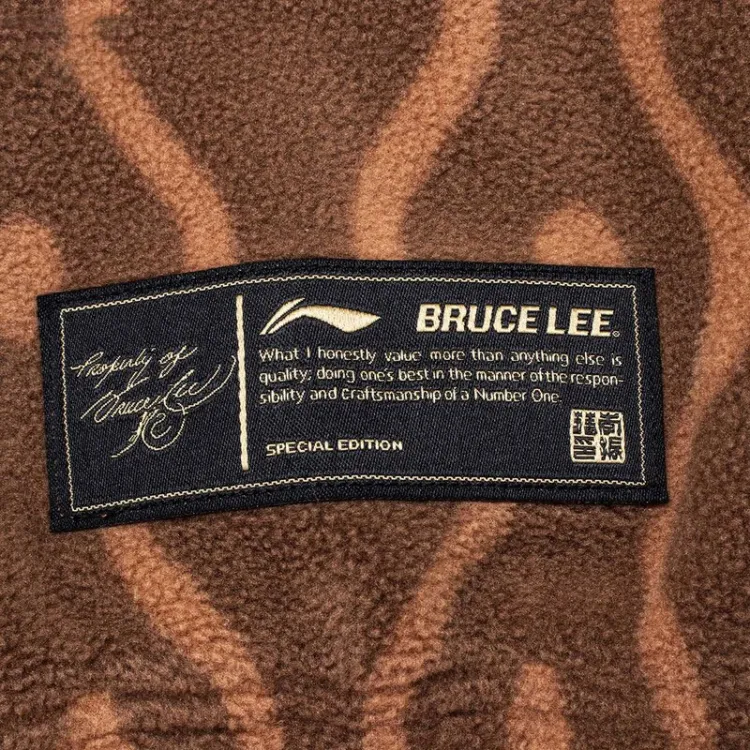 Property of
Bruce Lee
BRUCE LEE®
What I honestly value more than anything else is
quality: doing one's best in the manner of the respon-
sibility and Craftsmanship of a Number One.
SPECIAL EDITION